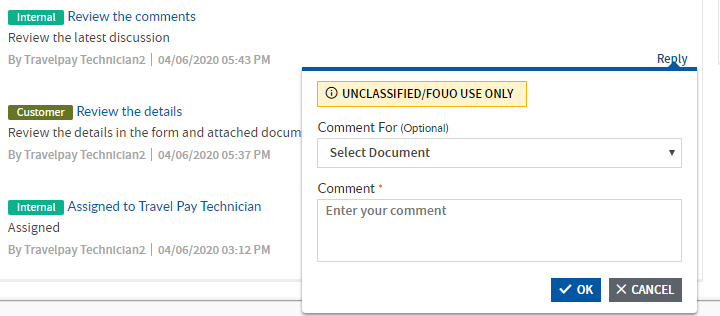 Internal Review the comments
Review the latest discussion
By Travelpay Technician2 | 04/06/2020 05:43 PM
Reply
Customer Review the details
Review the details in the form and attached docum
By Travelpay Technician2 | 04/06/2020 05:37 PM
Internal Assigned to Travel Pay Technician
Assigned
By Travelpay Technician2 | 04/06/2020 03:12 PM
UNCLASSIFIED/FOUO USE ONLY
Comment For (Optional)
Select Document
Comment *
Enter your comment
OK
CANCEL